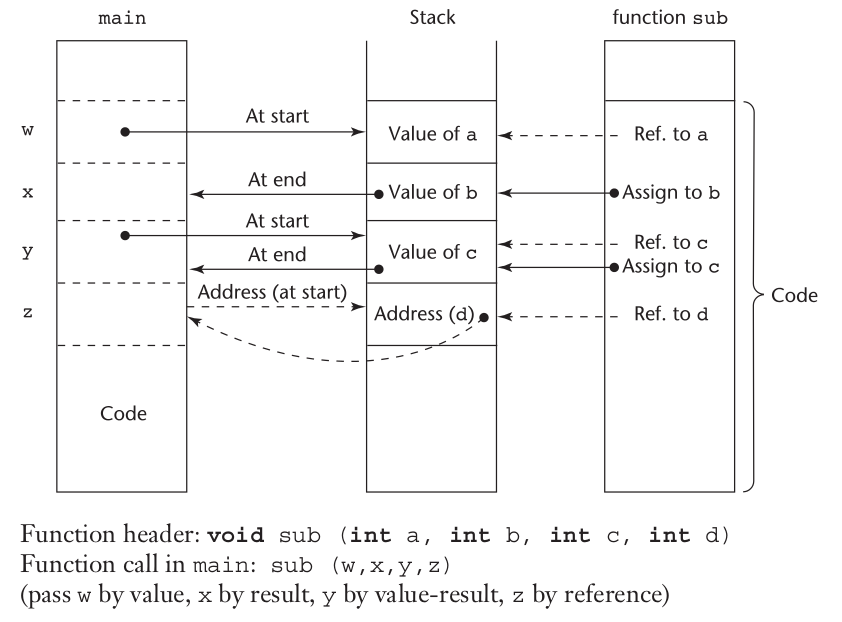 main Stack function sub
w At start Value of a Ref. to a
x At end Value of b Assign to b
At start Ref. to c
y At end Value of c Assign to c
Address (at start)
z Address (d) Ref. to d
Code
Code
Function header: void sub (int a, int b, int c, int d)
Function call in main: sub (w,x,y,z)
(pass w by value, x by result, y by value-result, z by reference)